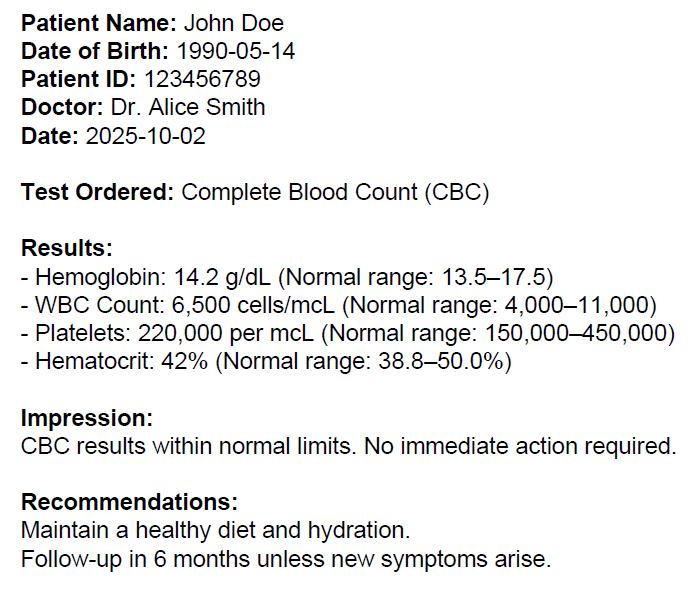 Patient Name: John Doe
Date of Birth: 1990-05-14
Patient ID: 123456789
Doctor: Dr. Alice Smith
Date: 2025-10-02
Test Ordered: Complete Blood Count (CBC)
Results:
- Hemoglobin: 14.2 g/dL (Normal range: 13.5–17.5)
- WBC Count: 6,500 cells/mcL (Normal range: 4,000–11,000)
- Platelets: 220,000 per mcL (Normal range: 150,000–450,000)
- Hematocrit: 42% (Normal range: 38.8–50.0%)
Impression:
CBC results within normal limits. No immediate action required.
Recommendations:
Maintain a healthy diet and hydration.
Follow-up in 6 months unless new symptoms arise.